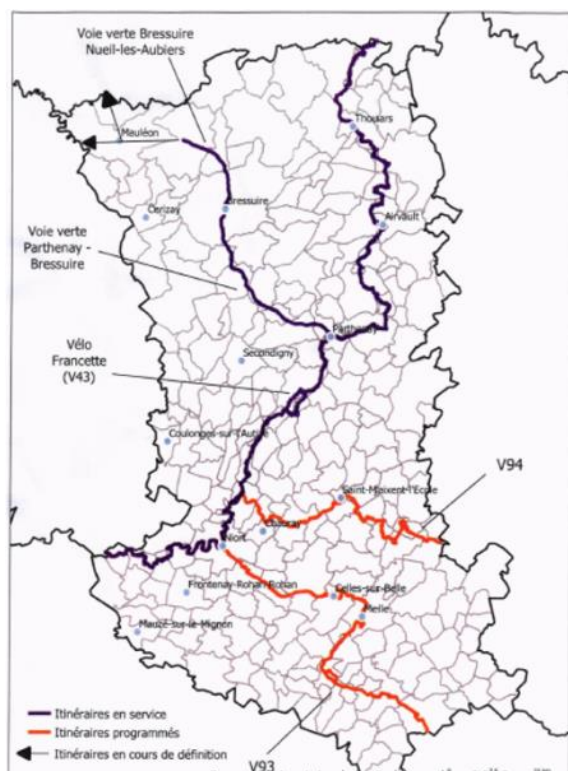 Voie verte Bressuire
Nueil-les-Aubiers
Thouars
Mauléon
Bressuire
Cerizay
Airvault
Voie verte
Parthenay -
Bressuire
Parthenay
Secondigny
Vélo
Francette
(V43)
Coulonges-sur-l'Autize
V94
Saint-Maixent-l'Ecole
Chauray
Niort
Frontenay-Rohan-Rohan
Celles-sur-Belle
Melle
Mauzé-sur-le-Mignon
Itinéraires en service
Itinéraires programmés
Itinéraires en cours de définition
V93